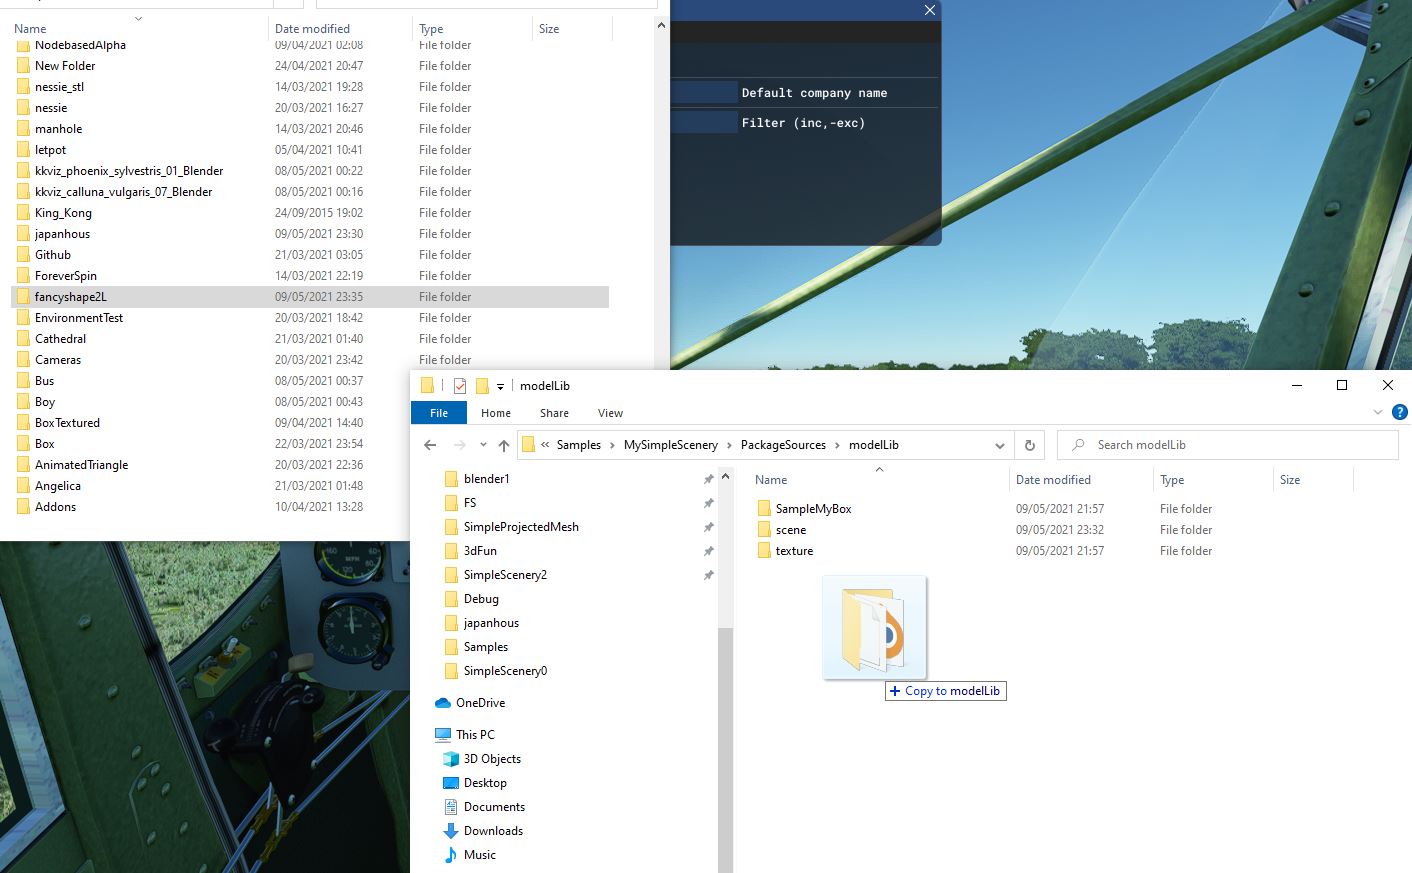 Name Date modified Type Size
NodebasedAlpha 09/04/2021 02:08 File folder
New Folder 24/04/2021 20:47 File folder
nessie_stl 14/03/2021 19:28 File folder
nessie 20/03/2021 16:27 File folder
manhole 14/03/2021 20:46 File folder
letpot 05/04/2021 10:41 File folder
kkviz_phoenix_sylvestris_01_Blender 08/05/2021 00:22 File folder
kkviz_calluna_vulgaris_07_Blender 08/05/2021 00:16 File folder
King_Kong 24/09/2015 19:02 File folder
japanhous 09/05/2021 23:30 File folder
Github 21/03/2021 03:05 File folder
ForeverSpin 14/03/2021 22:19 File folder
fancyshape2L 09/05/2021 23:35 File folder
EnvironmentTest 20/03/2021 18:42 File folder
Cathedral 21/03/2021 01:40 File folder
Cameras 20/03/2021 23:42 File folder
Bus 08/05/2021 00:37
Boy 08/05/2021 00:43
BoxTextured 09/04/2021 14:40
Box 22/03/2021 23:54
AnimatedTriangle 20/03/2021 22:36
Angelica 21/03/2021 01:48
Addons 10/04/2021 13:28
Default company name
Filter (inc,-exc)
modelLib
File Home Share View
« Samples > MySimpleScenery > PackageSources > modelLib
Search modelLib
blender1
FS
SimpleProjectedMesh
3dFun
SimpleScenery2
Debug
japanhous
Samples
SimpleScenery0
OneDrive
This PC
3D Objects
Desktop
Documents
Downloads
Music
Name Date modified Type Size
SampleMyBox 09/05/2021 21:57 File folder
scene 09/05/2021 23:32 File folder
texture 09/05/2021 21:57 File folder
+ Copy to modelLib
160
MPH
120
80
60